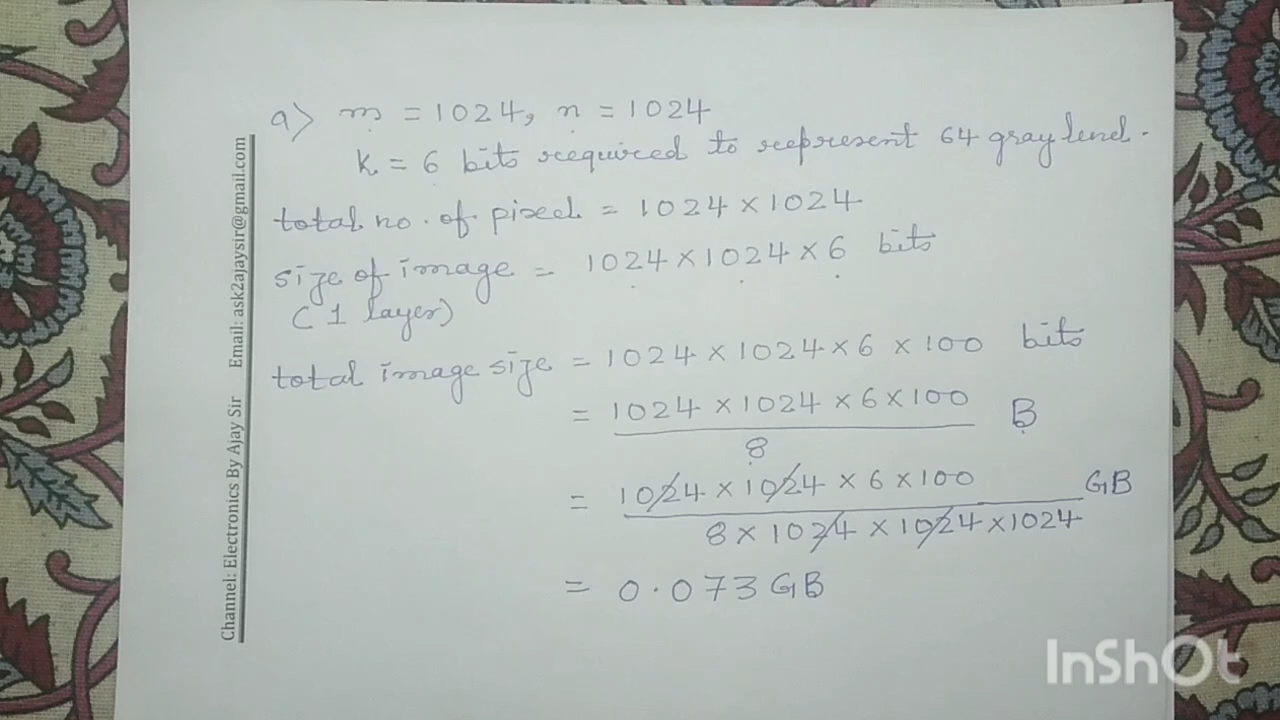 a) m = 1024, n = 1024
k = 6 bits required to represent 64 gray level.
total no. of pixel = 1024 × 1024
size of image = 1024 × 1024 × 6 bits
( 1 layer)
total image size = 1024 × 1024 × 6 × 100 bits
= 1024 × 1024 × 6 × 100 B
8
= 1024 × 1024 × 6 × 100 GB
8 × 1024 × 1024 × 1024
= 0.073 GB
Channel: Electronics By Ajay Sir Email: ask2ajaysir@gmail.com
InShOt